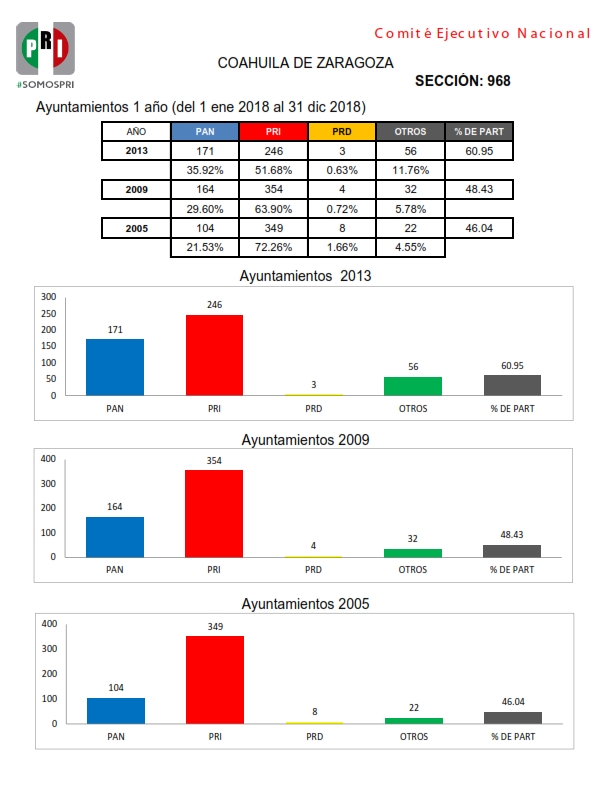 Comité Ejecutivo Nacional
PRI
#SOMOSPRI
COAHUILA DE ZARAGOZA
SECCIÓN: 968
Ayuntamientos 1 año (del 1 ene 2018 al 31 dic 2018)
AÑO PAN PRI PRD OTROS % DE PART
2013 171 246 3 56 60.95
35.92% 51.68% 0.63% 11.76%
2009 164 354 4 32 48.43
29.60% 63.90% 0.72% 5.78%
2005 104 349 8 22 46.04
21.53% 72.26% 1.66% 4.55%
Ayuntamientos 2013
300
250
200
150
100
50
0
171 246 3 56 60.95
PAN PRI PRD OTROS % DE PART
Ayuntamientos 2009
400
300
200
100
0
164 354 4 32 48.43
PAN PRI PRD OTROS % DE PART
Ayuntamientos 2005
400
300
200
100
0
104 349 8 22 46.04
PAN PRI PRD OTROS % DE PART